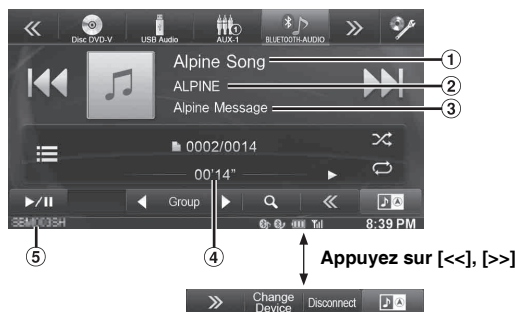 Disc DVD-V USB Audio AUX-1 BLUETOOTH-AUDIO
Alpine Song 1
ALPINE 2
Alpine Message 3
0002/0014
00'14"
Group
SBM003SH 8:39 PM
5 4
Appuyez sur [<<], [>>]
Change Device Disconnect